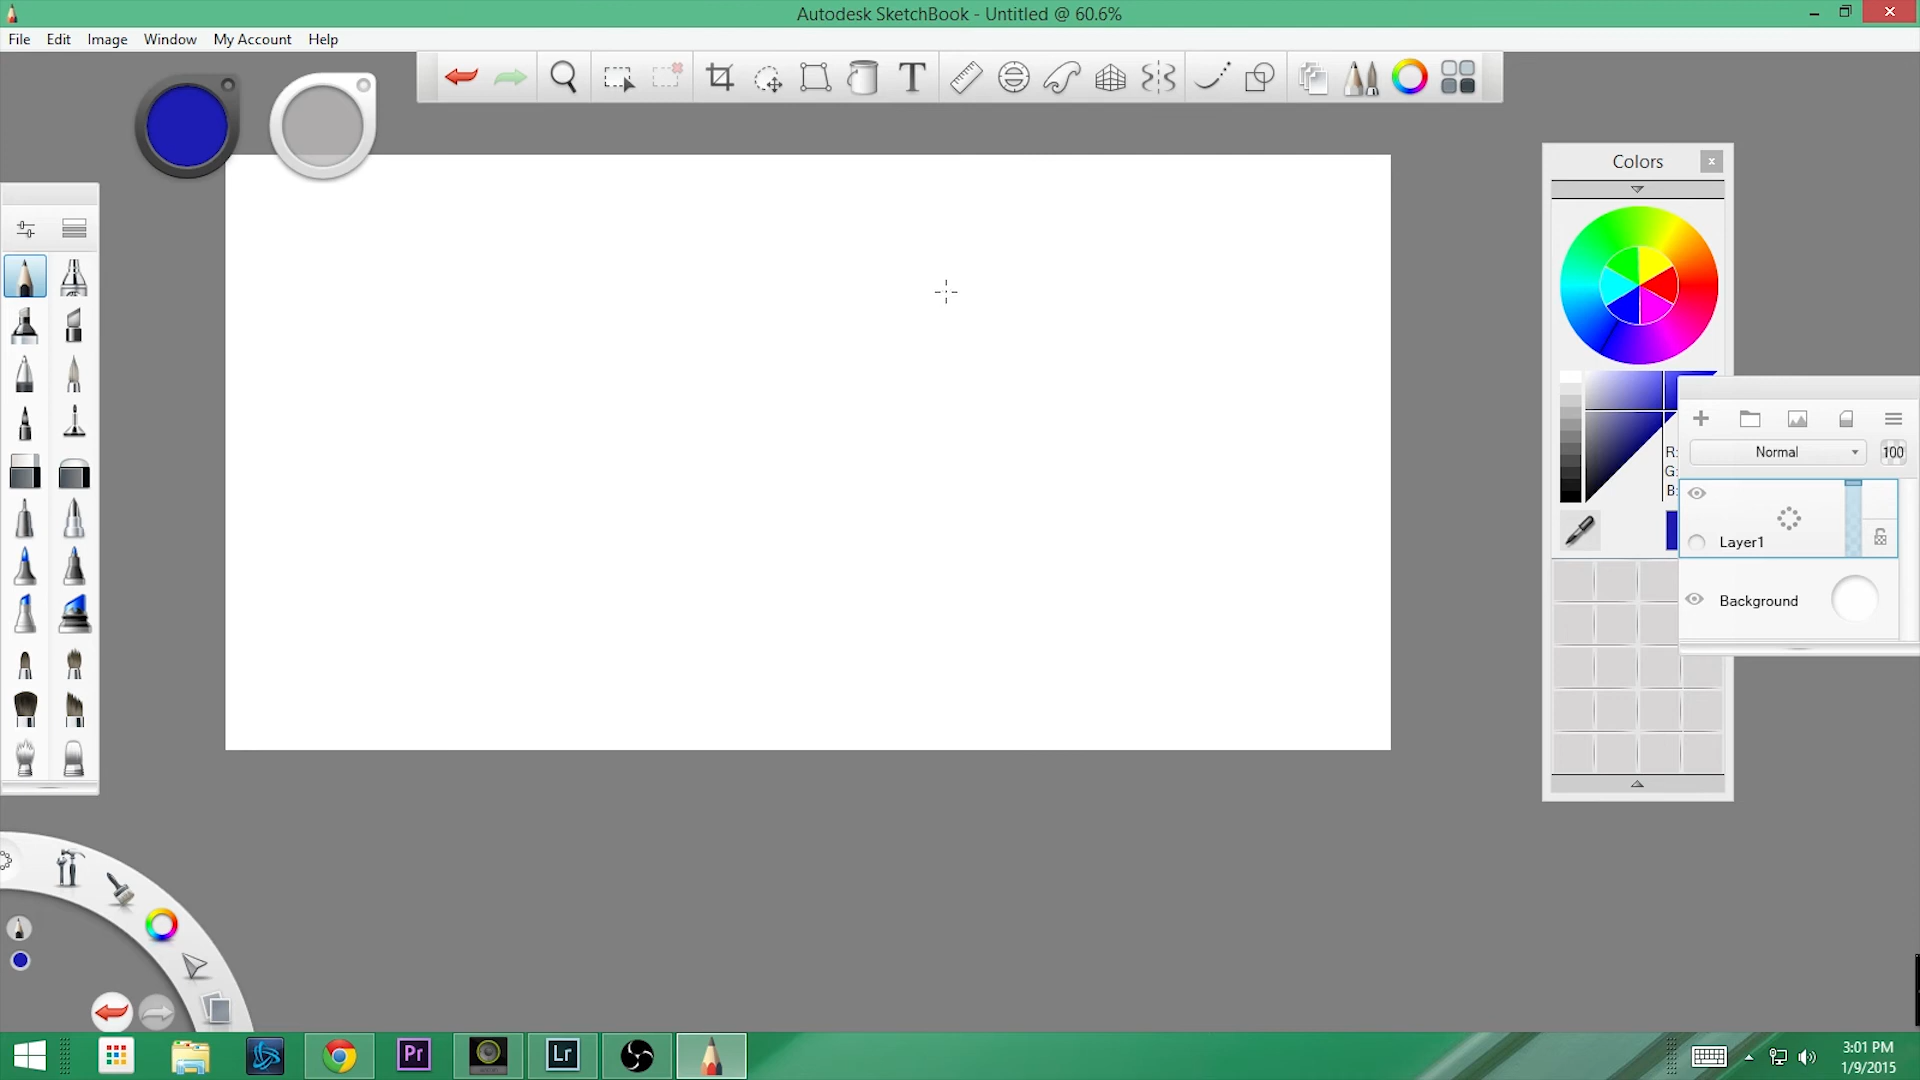 Autodesk SketchBook - Untitled @ 60.6%
File Edit Image Window My Account Help
T
Colors
Normal 100
R:
G:
B:
Layer1
Background
Pr
Lr
3:01 PM
1/9/2015